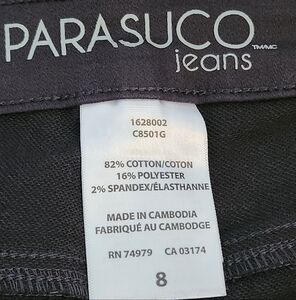 PARASUCO
jeans TM/MC
1628002
C8501G
82% COTTON/COTON
16% POLYESTER
2% SPANDEX/ÉLASTHANNE
MADE IN CAMBODIA
FABRIQUÉ AU CAMBODGE
RN 74979 CA 03174
8